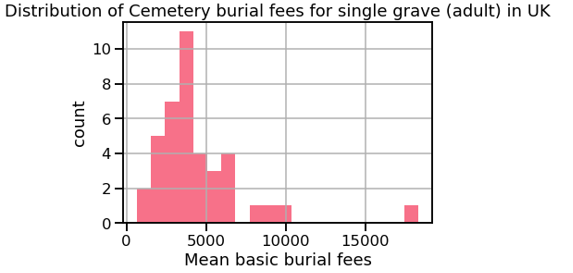 Distribution of Cemetery burial fees for single grave (adult) in UK
10
8
6
4
2
0
count
0 5000 10000 15000
Mean basic burial fees